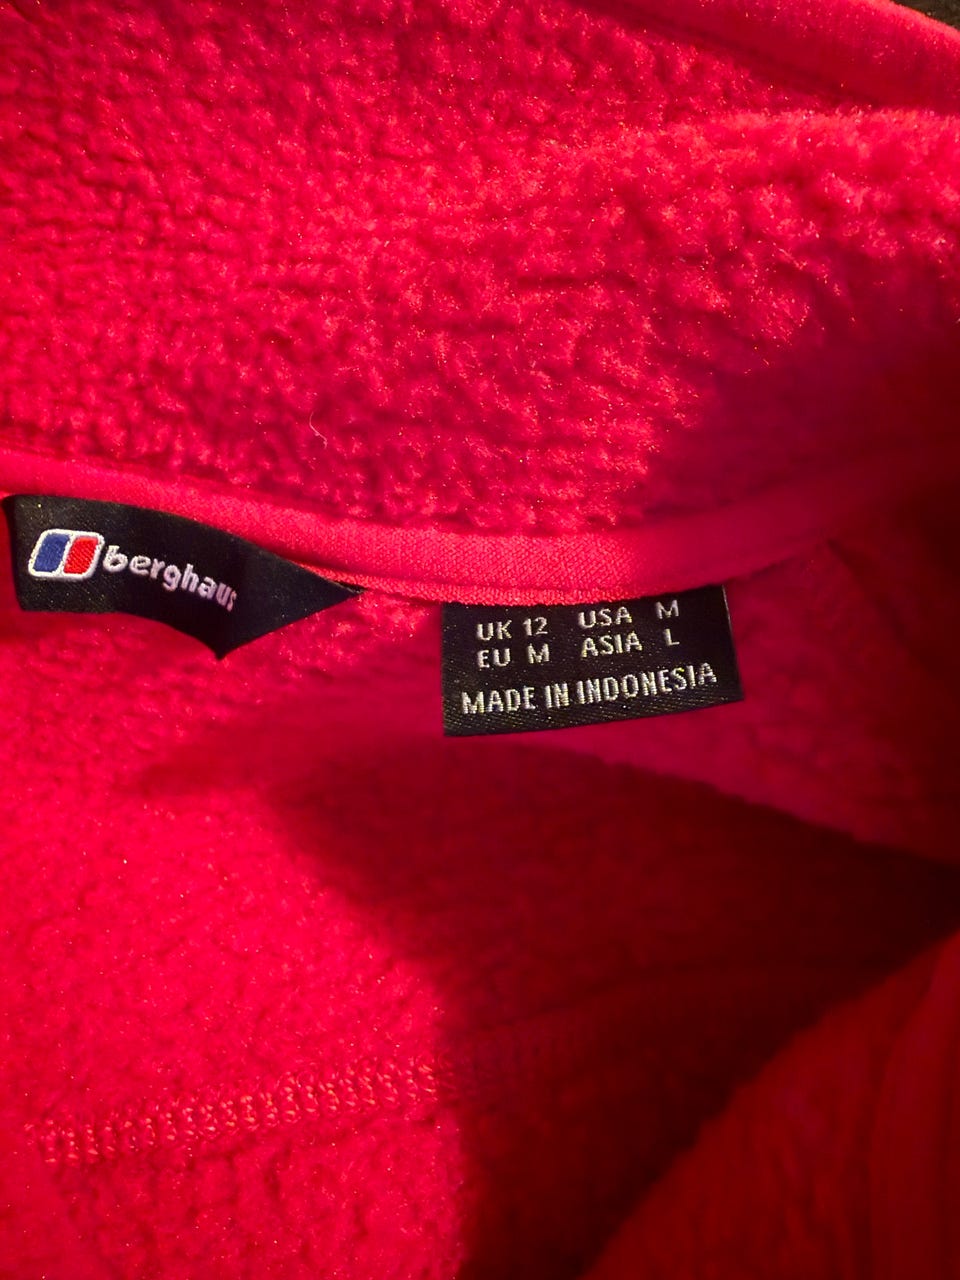 berghaus
UK 12 USA M
EU M ASIA L
MADE IN INDONESIA